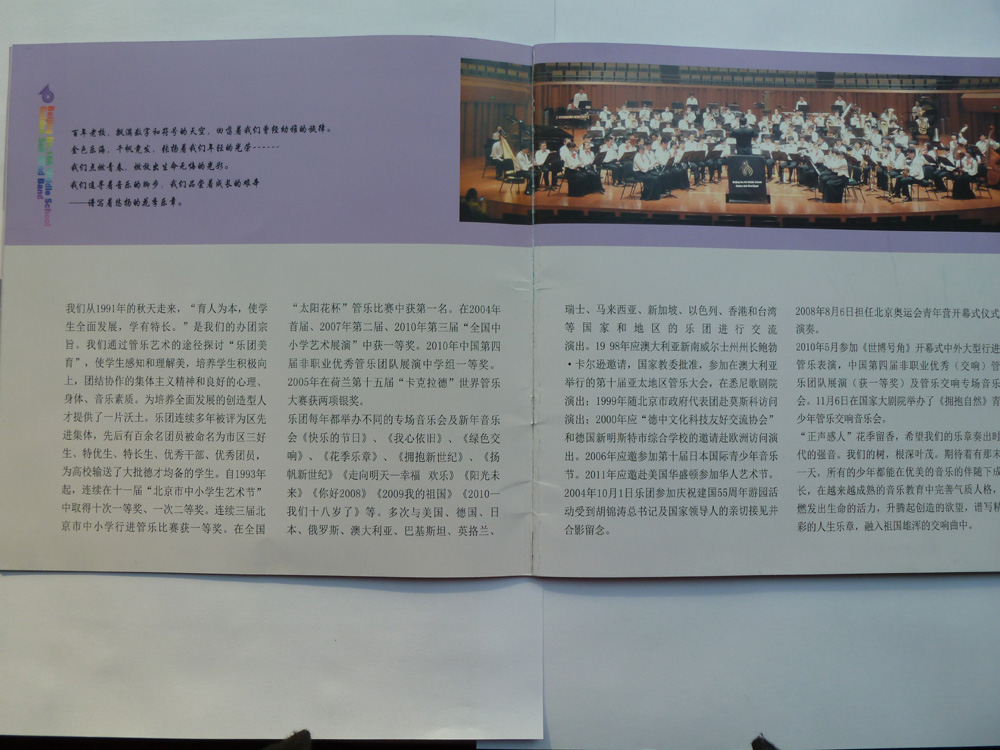 百年老校，飘满数字和符号的天空，回荡着我们曾经幼稚的旋律。
金色乐海，千帆竞发，张扬着我们年轻的光荣------
我们点燃青春，燃放出生命无悔的光彩。
我们追寻着音乐的脚步，我们品尝着成长的艰辛
——谱写着悠扬的花季乐章。
我们从1991年的秋天走来，“育人为本，使学
生全面发展，学有特长。”是我们的办团宗
旨。我们通过管乐艺术的途径探讨“乐团美
育”，使学生感知和理解美，培养学生积极向
上，团结协作的集体主义精神和良好的心理、
身体、音乐素质。为培养全面发展的创造型人
才提供了一片沃土。乐团连续多年被评为区先
进集体，先后有百余名团员被命名为市区三好
生、特优生、特长生、优秀干部、优秀团员，
为高校输送了大批德才均备的学生。自1993年
起，连续在十一届“北京市中小学生艺术节”
中取得十次一等奖、一次二等奖。连续三届北
京市中小学行进管乐比赛获一等奖。在全国
“太阳花杯”管乐比赛中获第一名。在2004年
首届、2007年第二届、2010年第三届“全国中
小学艺术展演”中获一等奖。2010年中国第四
届非职业优秀管乐团队展演中学组一等奖。
2005年在荷兰第十五届“卡克拉德”世界管乐
大赛获两项银奖。
乐团每年都举办不同的专场音乐会及新年音乐
会《快乐的节日》、《我心依旧》、《绿色交
响》、《花季乐章》、《拥抱新世纪》、《扬
帆新世纪》《走向明天一幸福 欢乐》《阳光未
来》《你好2008》《2009我的祖国》《2010—
我们十八岁了》等。多次与美国、德国、日
本、俄罗斯、澳大利亚、巴基斯坦、英格兰、
瑞士、马来西亚、新加坡、以色列、香港和台湾
等国家和地区的乐团进行交流
演出。19 98年应澳大利亚新南威尔士州州长鲍勃
·卡尔逊邀请，国家教委批准，参加在澳大利亚
举行的第十届亚太地区管乐大会，在悉尼歌剧院
演出；1999年随北京市政府代表团赴莫斯科访问
演出；2000年应“德中文化科技友好交流协会”
和德国新明斯特市综合学校的邀请赴欧洲访问演
出。2006年应邀参加第十届日本国际青少年音乐
节。2011年应邀赴美国华盛顿参加华人艺术节。
2004年10月1日乐团参加庆祝建国55周年游园活
动受到胡锦涛总书记及国家领导人的亲切接见并
合影留念。
2008年8月6日担任北京奥运会青年营开幕式仪式
演奏。
2010年5月参加《世博号角》开幕式中外大型行进
管乐表演，中国第四届非职业优秀（交响）管
乐团队展演（获一等奖）及管乐交响专场音乐
会。11月6日在国家大剧院举办了《拥抱自然》青
少年管乐交响音乐会。
“正声感人”花季留香，希望我们的乐章奏出时
代的强音。我们的树，根深叶茂。期待着有那末
一天，所有的少年都能在优美的音乐的伴随下成
长，在越来越成熟的音乐教育中完善气质人格，
燃发出生命的活力，升腾起创造的欲望，谱写精
彩的人生乐章，融入祖国雄浑的交响曲中。